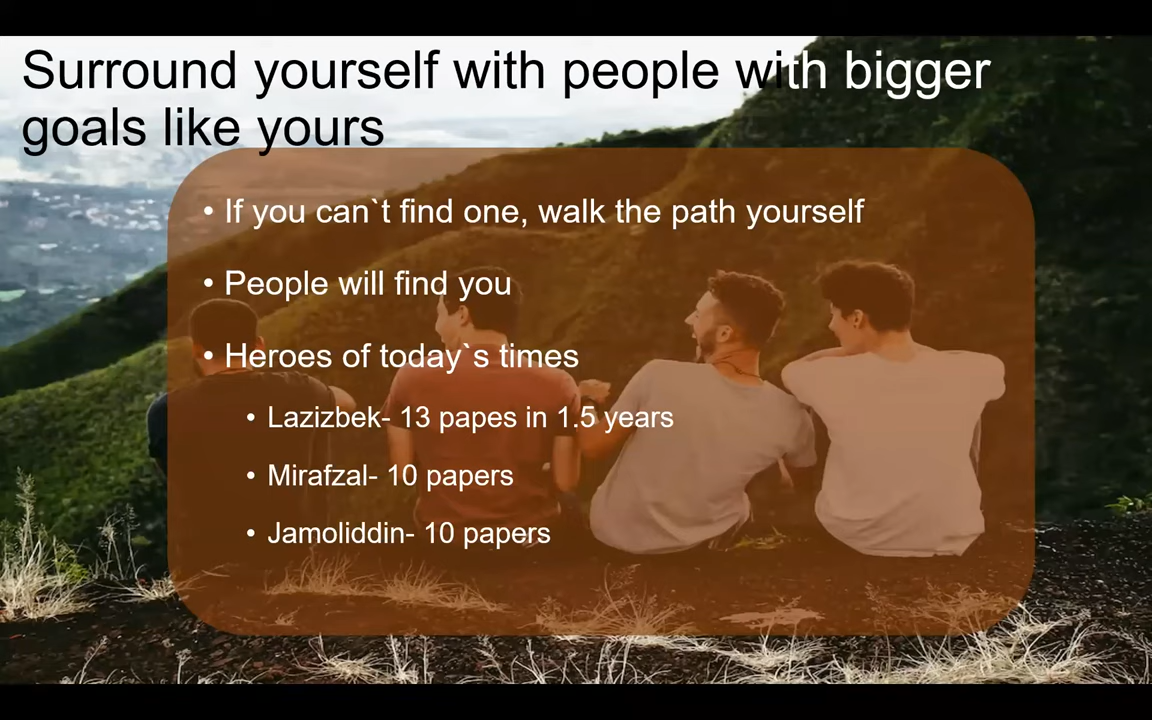 Surround yourself with people with bigger
goals like yours
• If you can`t find one, walk the path yourself
• People will find you
• Heroes of today`s times
• Lazizbek- 13 papes in 1.5 years
• Mirafzal- 10 papers
• Jamoliddin- 10 papers